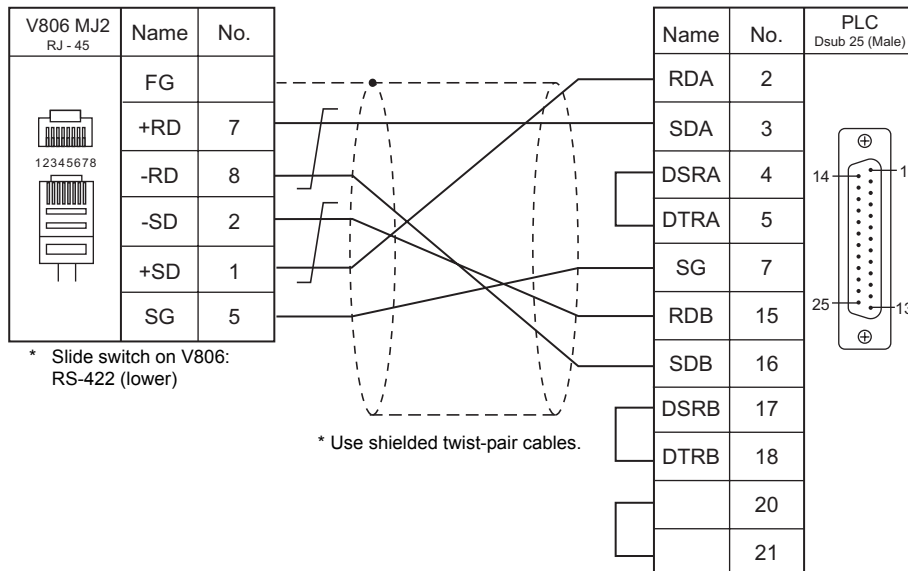 V806 MJ2
RJ - 45
Name No.
FG
+RD 7
-RD 8
-SD 2
+SD 1
SG 5
12345678
* Slide switch on V806:
RS-422 (lower)
* Use shielded twist-pair cables.
Name No.
RDA 2
SDA 3
DSRA 4
DTRA 5
SG 7
RDB 15
SDB 16
DSRB 17
DTRB 18
20
21
PLC
Dsub 25 (Male)
14 1
25 13